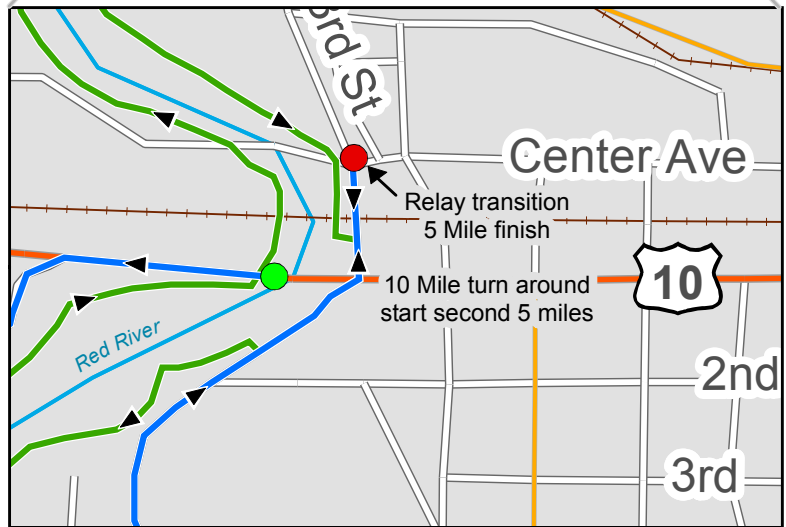 3rd St
Center Ave
Relay transition
5 Mile finish
10 Mile turn around
start second 5 miles
10
Red River
2nd
3rd